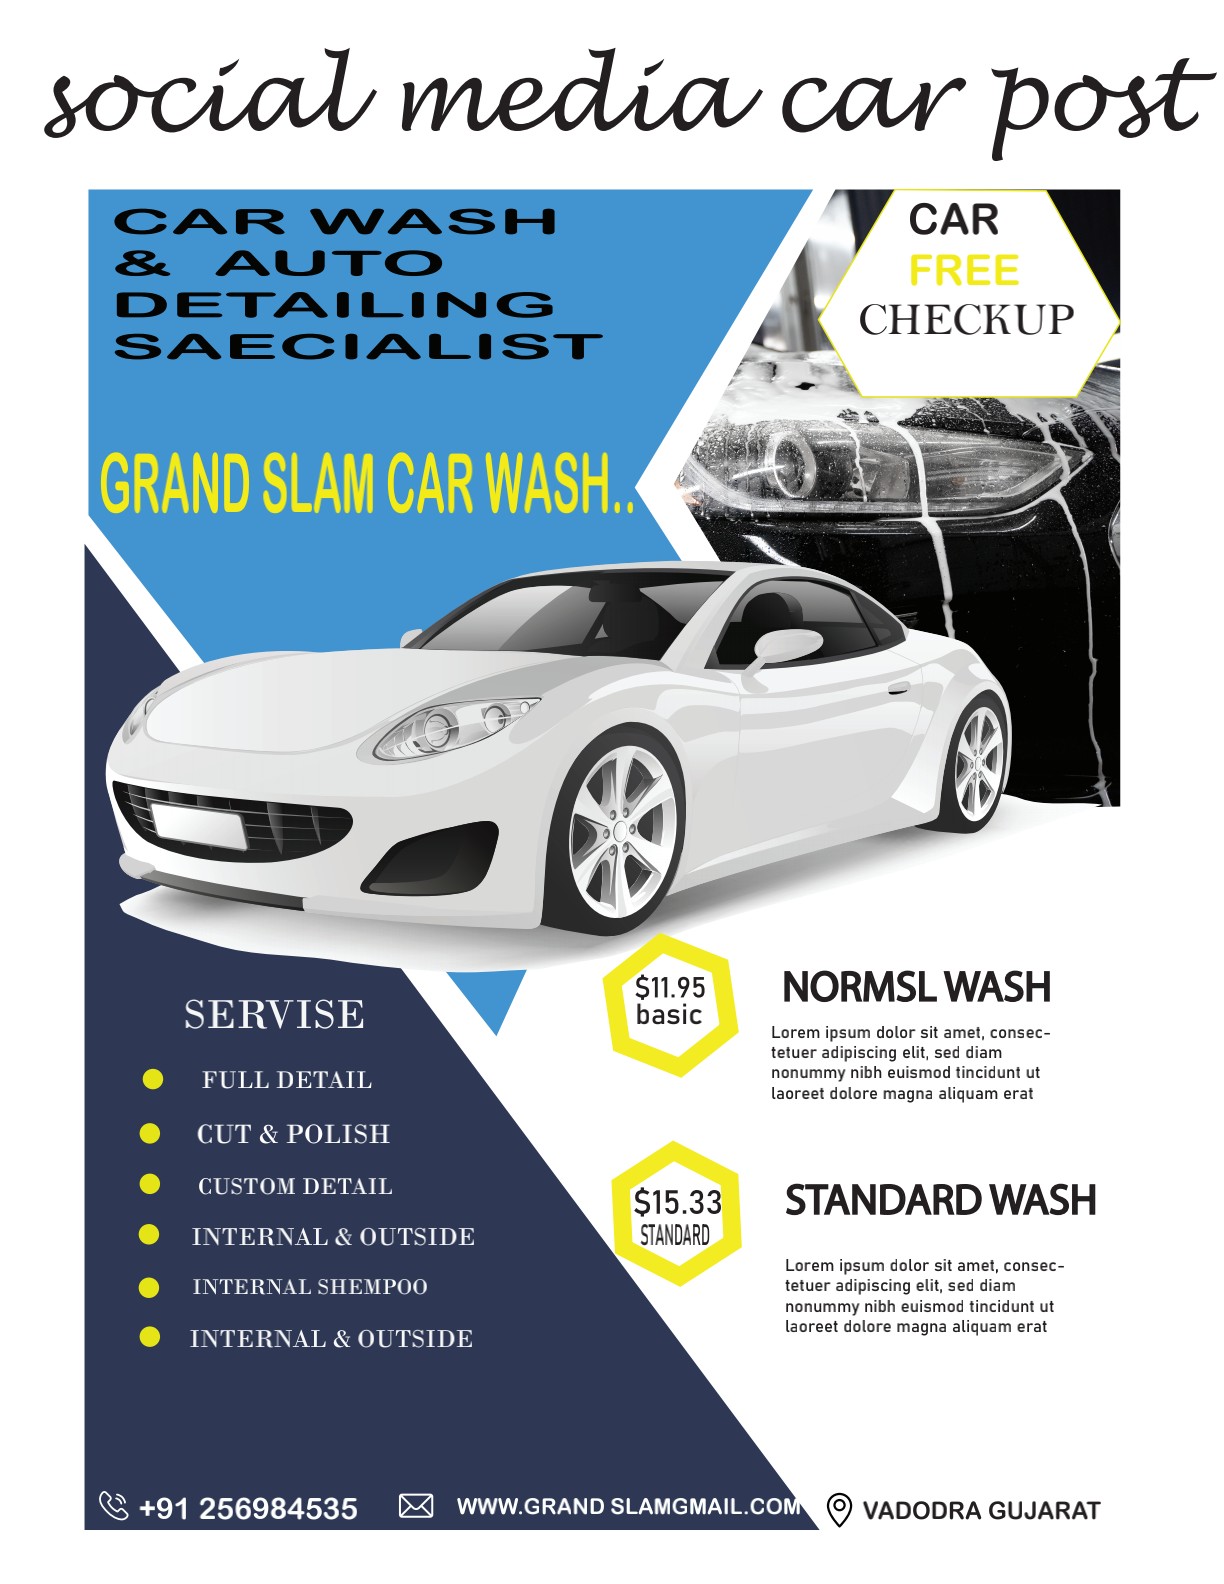 social media car post
CAR WASH
& AUTO
DETAILING
SAECIALIST
CAR
FREE
CHECKUP
GRAND SLAM CAR WASH..
SERVISE
FULL DETAIL
CUT & POLISH
CUSTOM DETAIL
INTERNAL & OUTSIDE
INTERNAL SHEMPOO
INTERNAL & OUTSIDE
$11.95
basic
NORMSL WASH
Lorem ipsum dolor sit amet, consec-
tetuer adipiscing elit, sed diam
nonummy nibh euismod tincidunt ut
laoreet dolore magna aliquam erat
$15.33
STANDARD
STANDARD WASH
Lorem ipsum dolor sit amet, consec-
tetuer adipiscing elit, sed diam
nonummy nibh euismod tincidunt ut
laoreet dolore magna aliquam erat
+91 256984535
WWW.GRAND SLAMGMAIL.COM
VADODRA GUJARAT